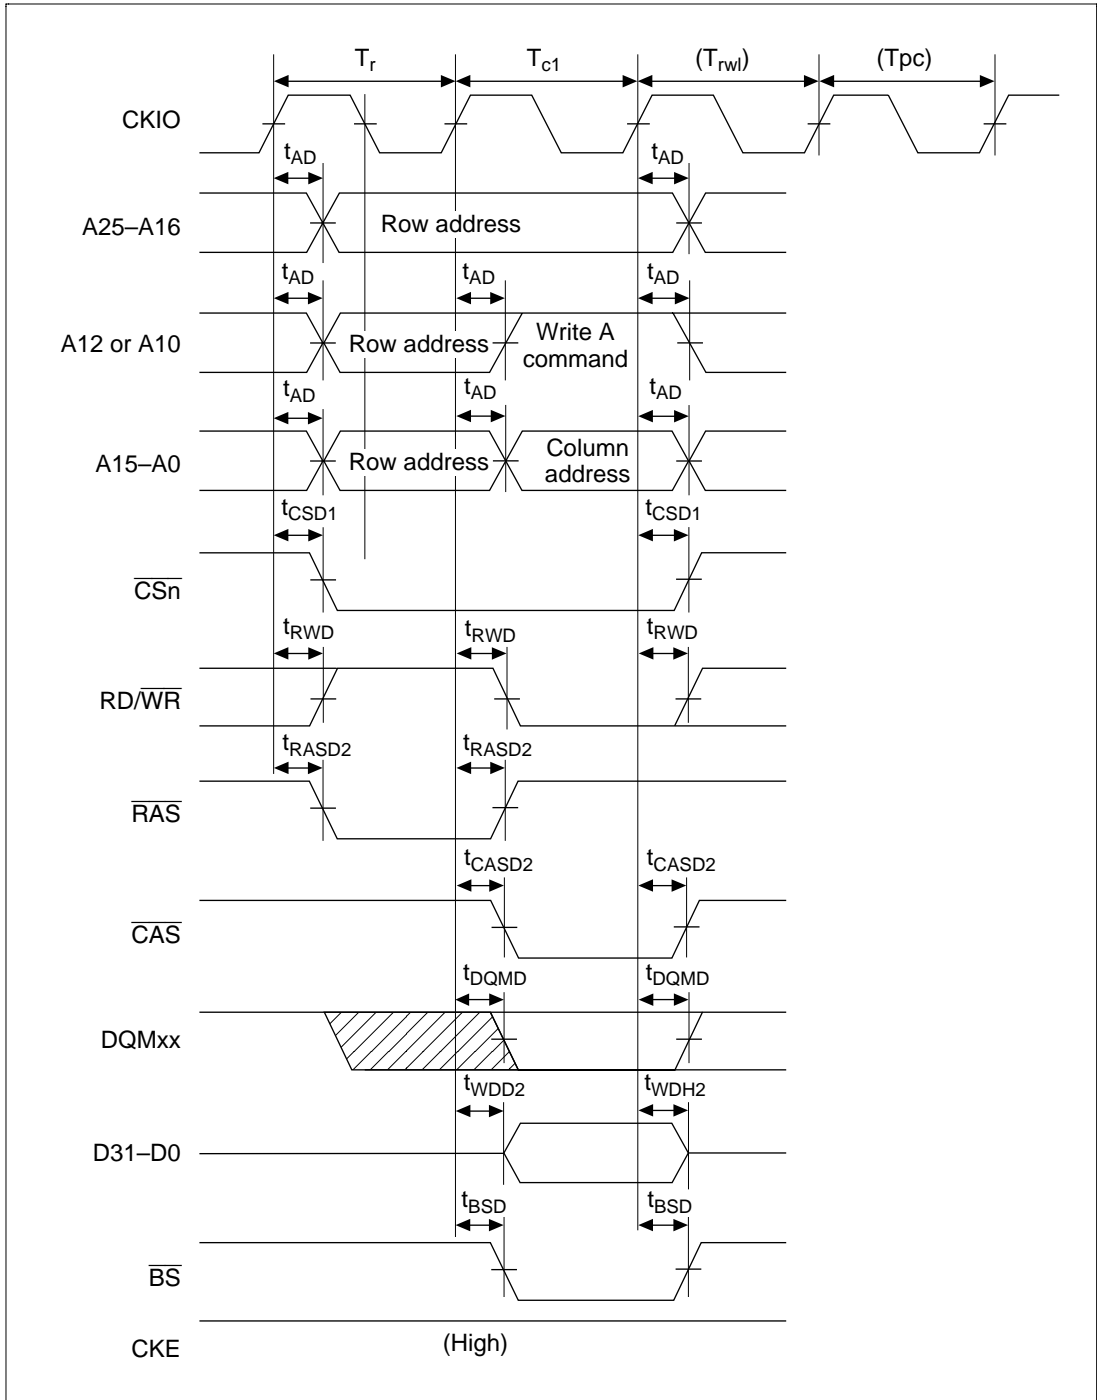 Tr Tc1 (Trwl) (Tpc)
CKIO
tAD tAD
A25–A16 Row address
tAD tAD tAD
A12 or A10 Row address Write A command
tAD tAD tAD
A15–A0 Row address Column address
tCSD1 tCSD1
CSn
tRWD tRWD tRWD
RD/WR
tRASD2 tRASD2
RAS
tCASD2 tCASD2
CAS
tDQMD tDQMD
DQMxx
tWDD2 tWDH2
D31–D0
tBSD tBSD
BS
CKE (High)